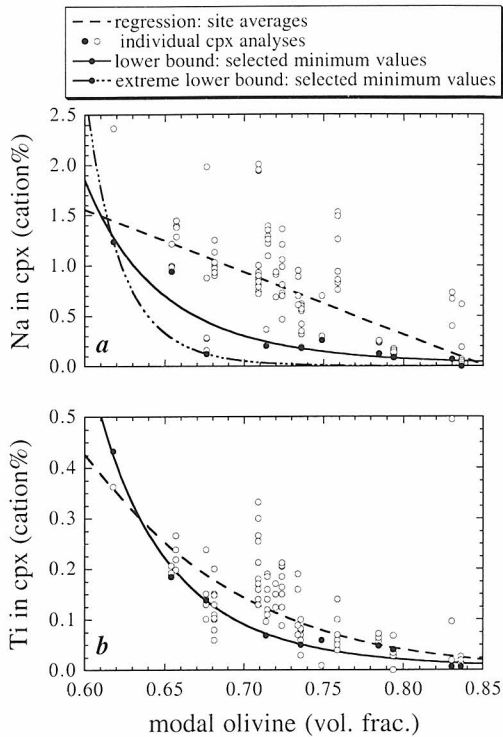 regression: site averages
individual cpx analyses
lower bound: selected minimum values
extreme lower bound: selected minimum values
2.5
2.0
1.5
1.0
0.5
0.0
Na in cpx (cation%)
a
0.5
0.4
0.3
0.2
0.1
0.0
Ti in cpx (cation%)
b
0.60
0.65
0.70
0.75
0.80
0.85
modal olivine (vol. frac.)